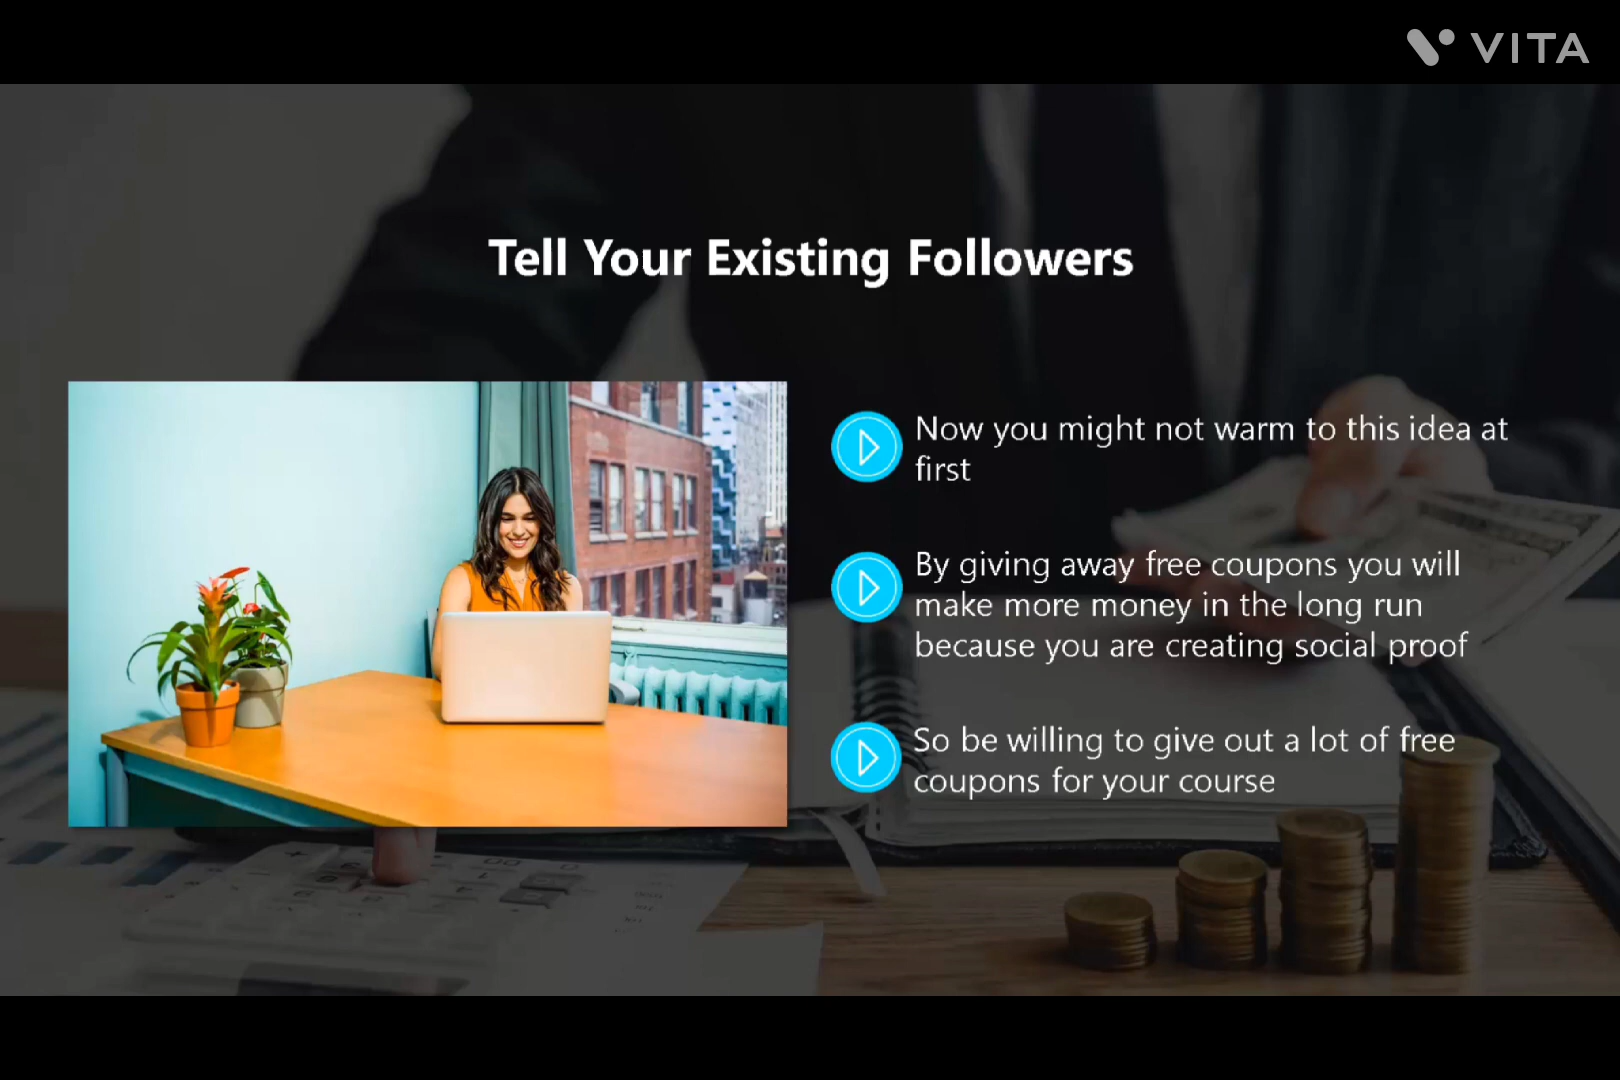 VITA
Tell Your Existing Followers
Now you might not warm to this idea at
first
By giving away free coupons you will
make more money in the long run
because you are creating social proof
So be willing to give out a lot of free
coupons for your course